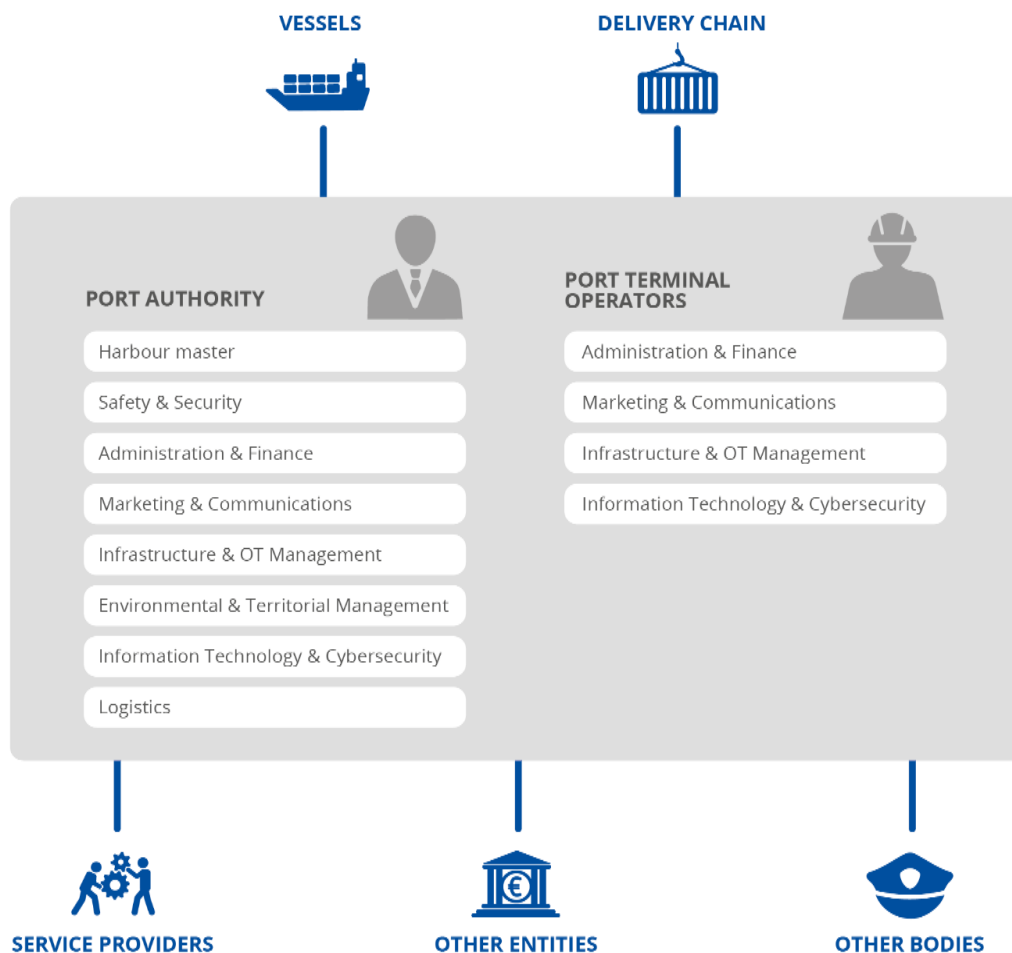 VESSELS
DELIVERY CHAIN
PORT AUTHORITY
Harbour master
Safety & Security
Administration & Finance
Marketing & Communications
Infrastructure & OT Management
Environmental & Territorial Management
Information Technology & Cybersecurity
Logistics
PORT TERMINAL
OPERATORS
Administration & Finance
Marketing & Communications
Infrastructure & OT Management
Information Technology & Cybersecurity
€
SERVICE PROVIDERS
OTHER ENTITIES
OTHER BODIES